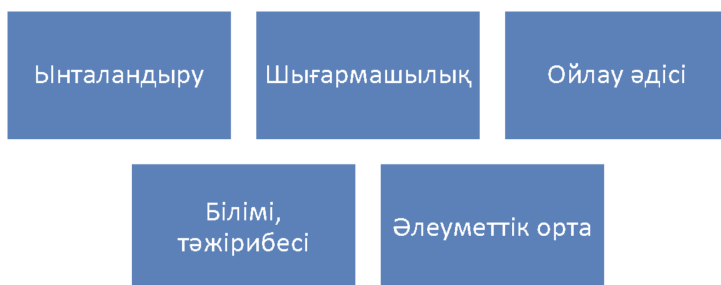 Ынталандыру
Шығармашылық
Ойлау әдісі
Білімі,
тәжірибесі
Әлеуметтік орта